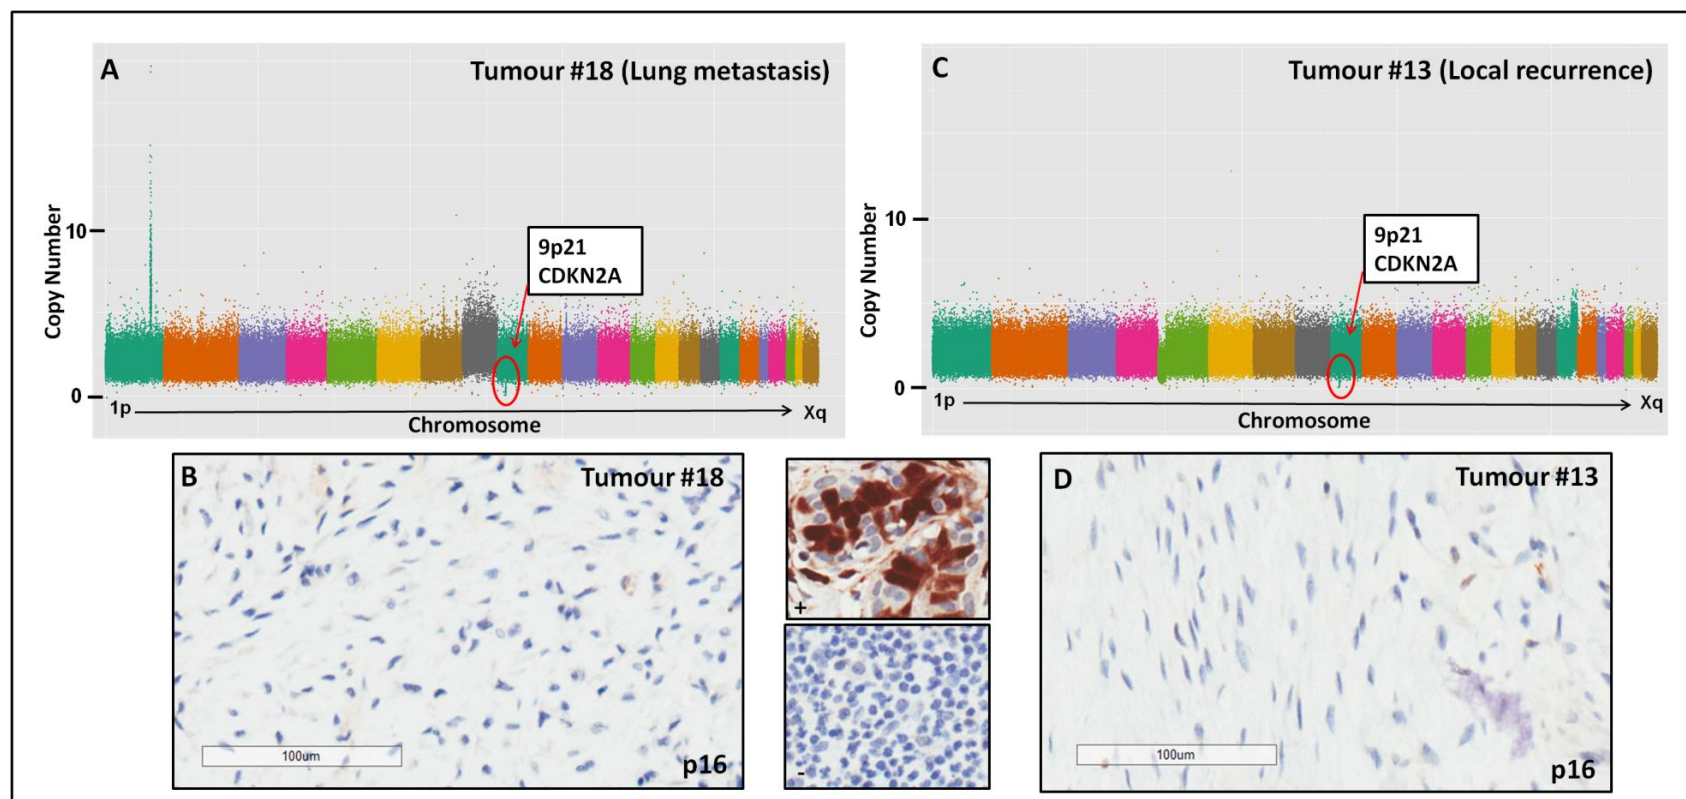 A
Tumour #18 (Lung metastasis)
Copy Number
10
0
9p21
CDKN2A
1p
Xq
Chromosome
C
Tumour #13 (Local recurrence)
Copy Number
10
0
9p21
CDKN2A
1p
Xq
Chromosome
B
Tumour #18
100um
p16
+
-
D
Tumour #13
100um
p16